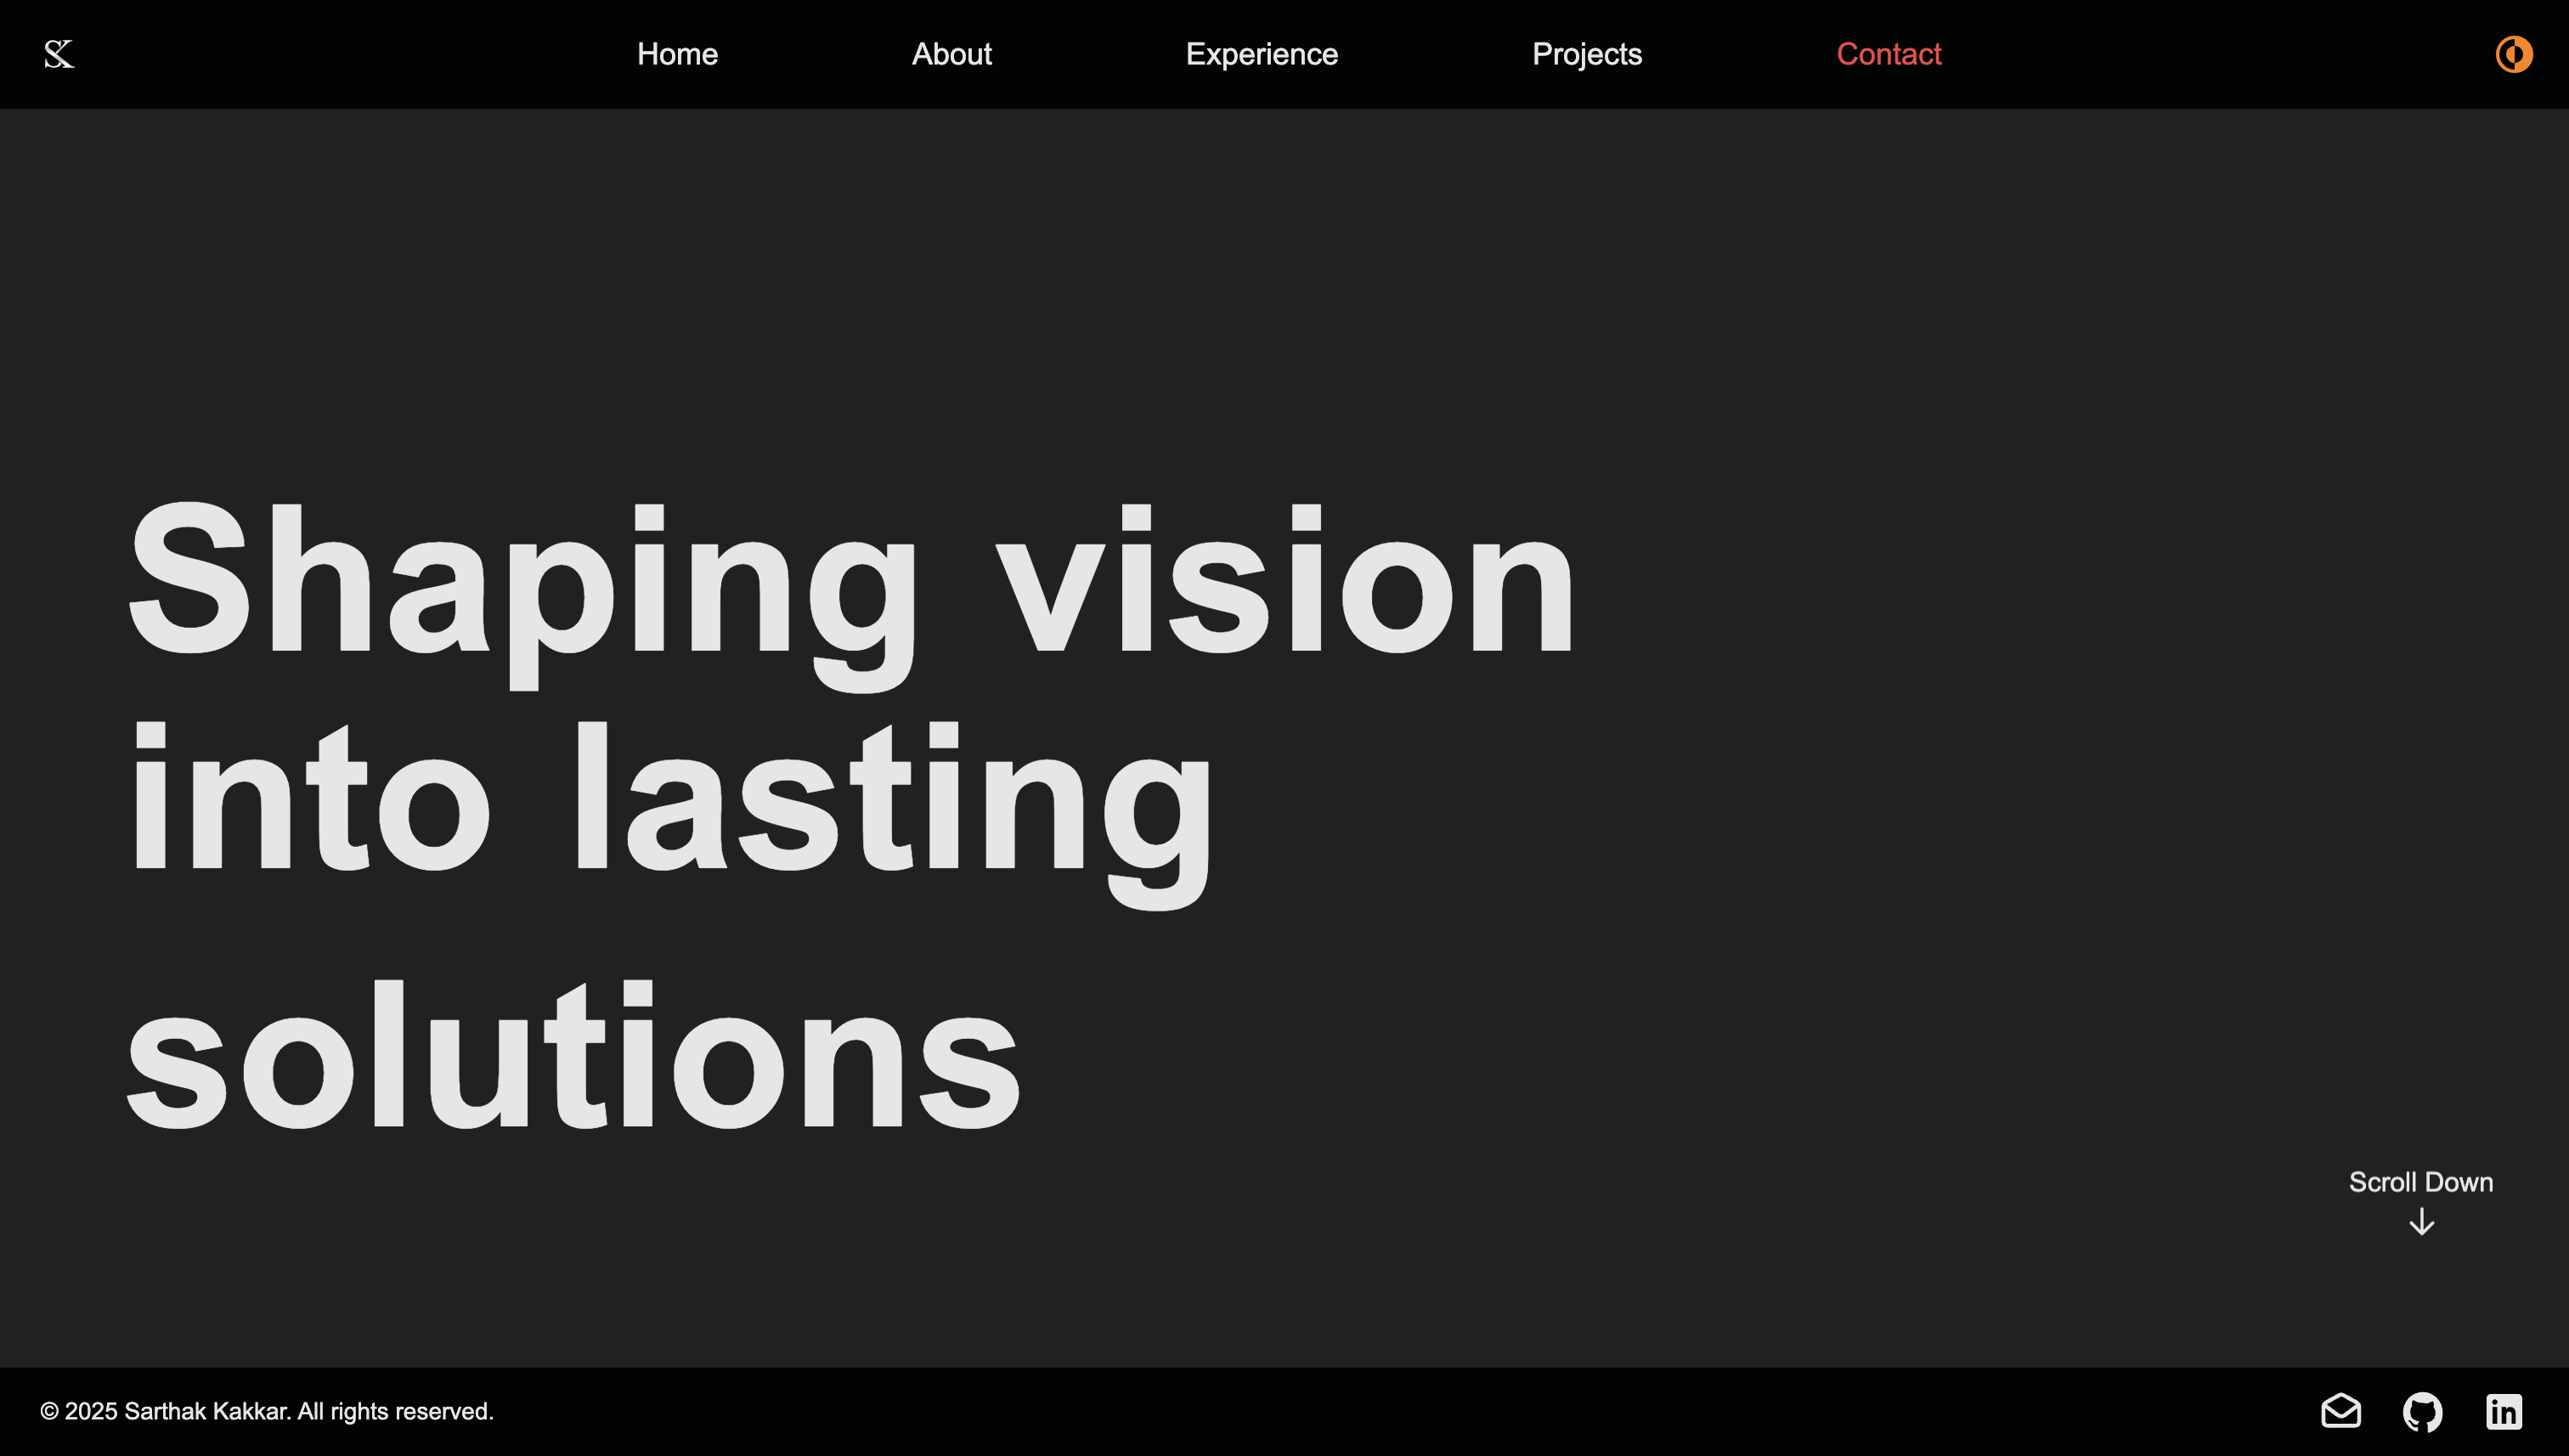 SK
Home About Experience Projects Contact
Shaping vision
into lasting
solutions
Scroll Down
© 2025 Sarthak Kakkar. All rights reserved.
in